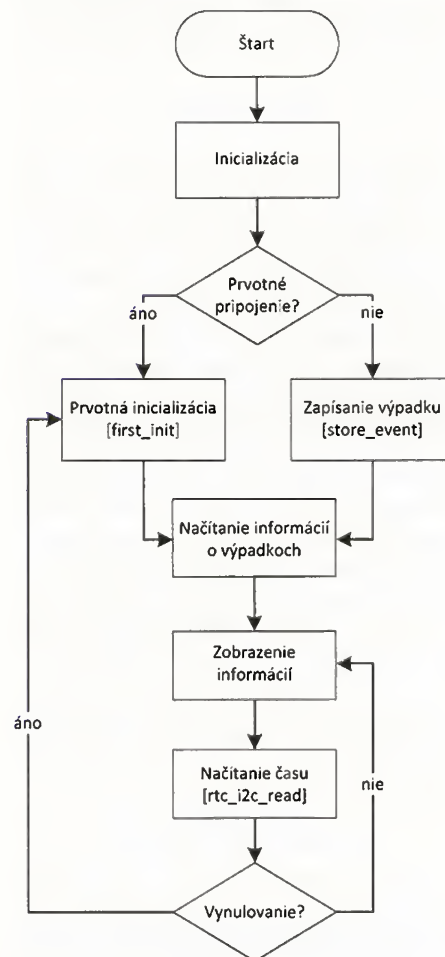 Štart
Inicializácia
Prvotné
pripojenie?
áno
nie
Prvotná inicializácia
[first_init]
Zapísanie výpadku
[store_event]
Načítanie informácií
o výpadkoch
Zobrazenie
informácií
áno
Načítanie času
[rtc_i2c_read]
nie
Vynulovanie?